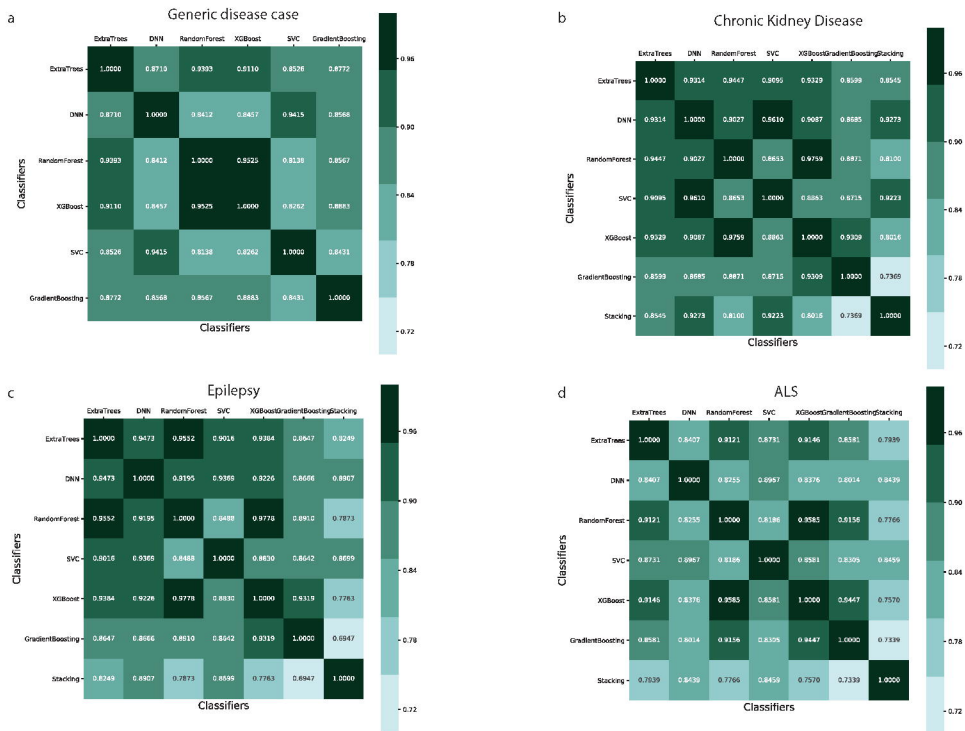 a
Generic disease case
ExtraTrees DNN RandomForest XGBoost SVC GradientBoosting
ExtraTrees 1.0000 0.8710 0.9393 0.9110 0.8526 0.8772
DNN 0.8710 1.0000 0.8412 0.8457 0.9415 0.8568
RandomForest 0.9393 0.8412 1.0000 0.9525 0.8138 0.8567
XGBoost 0.9110 0.8457 0.9525 1.0000 0.8262 0.8883
SVC 0.8526 0.9415 0.8138 0.8262 1.0000 0.8431
GradientBoosting 0.8772 0.8568 0.8567 0.8883 0.8431 1.0000
Classifiers
Classifiers
0.96
0.90
0.84
0.78
0.72
b
Chronic Kidney Disease
ExtraTrees DNN RandomForest SVC XGBoost GradientBoosting Stacking
ExtraTrees 1.0000 0.9314 0.9447 0.9095 0.9329 0.8599 0.8545
DNN 0.9314 1.0000 0.9027 0.9610 0.9087 0.8685 0.9273
RandomForest 0.9447 0.9027 1.0000 0.8653 0.9759 0.8871 0.8100
SVC 0.9095 0.9610 0.8653 1.0000 0.8863 0.8715 0.9223
XGBoost 0.9329 0.9087 0.9759 0.8863 1.0000 0.9309 0.8016
GradientBoosting 0.8599 0.8685 0.8871 0.8715 0.9309 1.0000 0.7369
Stacking 0.8545 0.9273 0.8100 0.9223 0.8016 0.7369 1.0000
Classifiers
Classifiers
0.96
0.90
0.84
0.78
0.72
c
Epilepsy
ExtraTrees DNN RandomForest SVC XGBoost GradientBoosting Stacking
ExtraTrees 1.0000 0.9473 0.9552 0.9016 0.9384 0.8647 0.8249
DNN 0.9473 1.0000 0.9195 0.9369 0.9226 0.8666 0.8907
RandomForest 0.9552 0.9195 1.0000 0.8488 0.9778 0.8910 0.7873
SVC 0.9016 0.9369 0.8488 1.0000 0.8830 0.8642 0.8699
XGBoost 0.9384 0.9226 0.9778 0.8830 1.0000 0.9319 0.7763
GradientBoosting 0.8647 0.8666 0.8910 0.8642 0.9319 1.0000 0.6947
Stacking 0.8249 0.8907 0.7873 0.8699 0.7763 0.6947 1.0000
Classifiers
Classifiers
0.96
0.90
0.84
0.78
0.72
d
ALS
ExtraTrees DNN RandomForest SVC XGBoost GradientBoosting Stacking
ExtraTrees 1.0000 0.8407 0.9121 0.8731 0.9146 0.8581 0.7939
DNN 0.8407 1.0000 0.8255 0.8967 0.8376 0.8014 0.8439
RandomForest 0.9121 0.8255 1.0000 0.8186 0.9585 0.9156 0.7766
SVC 0.8731 0.8967 0.8186 1.0000 0.8581 0.8305 0.8459
XGBoost 0.9146 0.8376 0.9585 0.8581 1.0000 0.9447 0.7570
GradientBoosting 0.8581 0.8014 0.9156 0.8305 0.9447 1.0000 0.7339
Stacking 0.7939 0.8439 0.7766 0.8459 0.7570 0.7339 1.0000
Classifiers
Classifiers
0.96
0.90
0.84
0.78
0.72